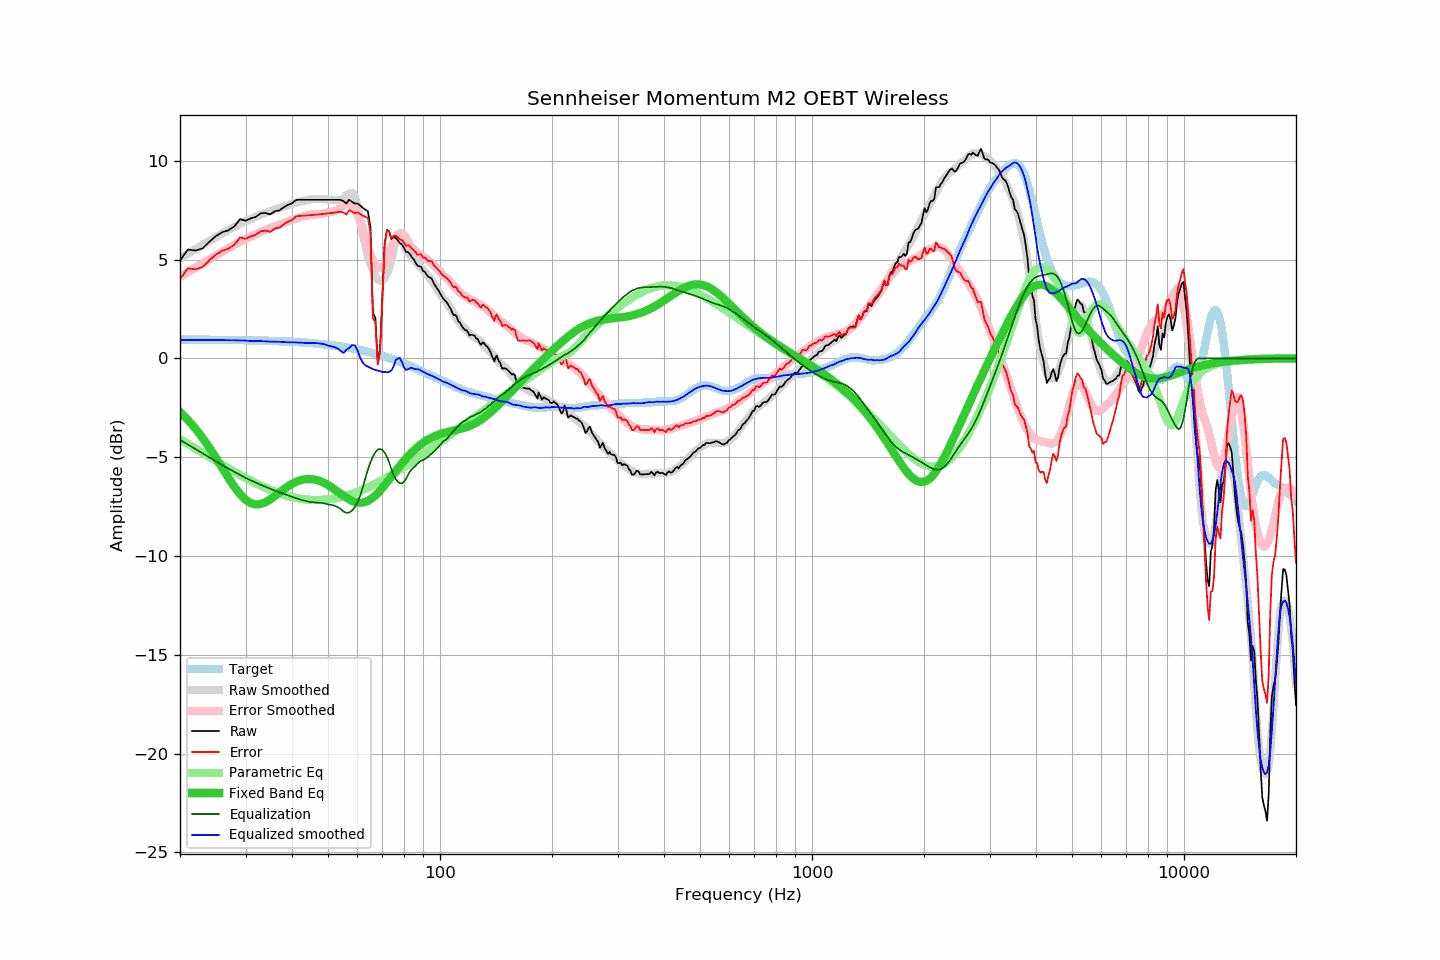 Sennheiser Momentum M2 OEBT Wireless
Amplitude (dBr)
10
5
0
−5
−10
−15
−20
−25
Target
Raw Smoothed
Error Smoothed
Raw
Error
Parametric Eq
Fixed Band Eq
Equalization
Equalized smoothed
100 1000 10000
Frequency (Hz)